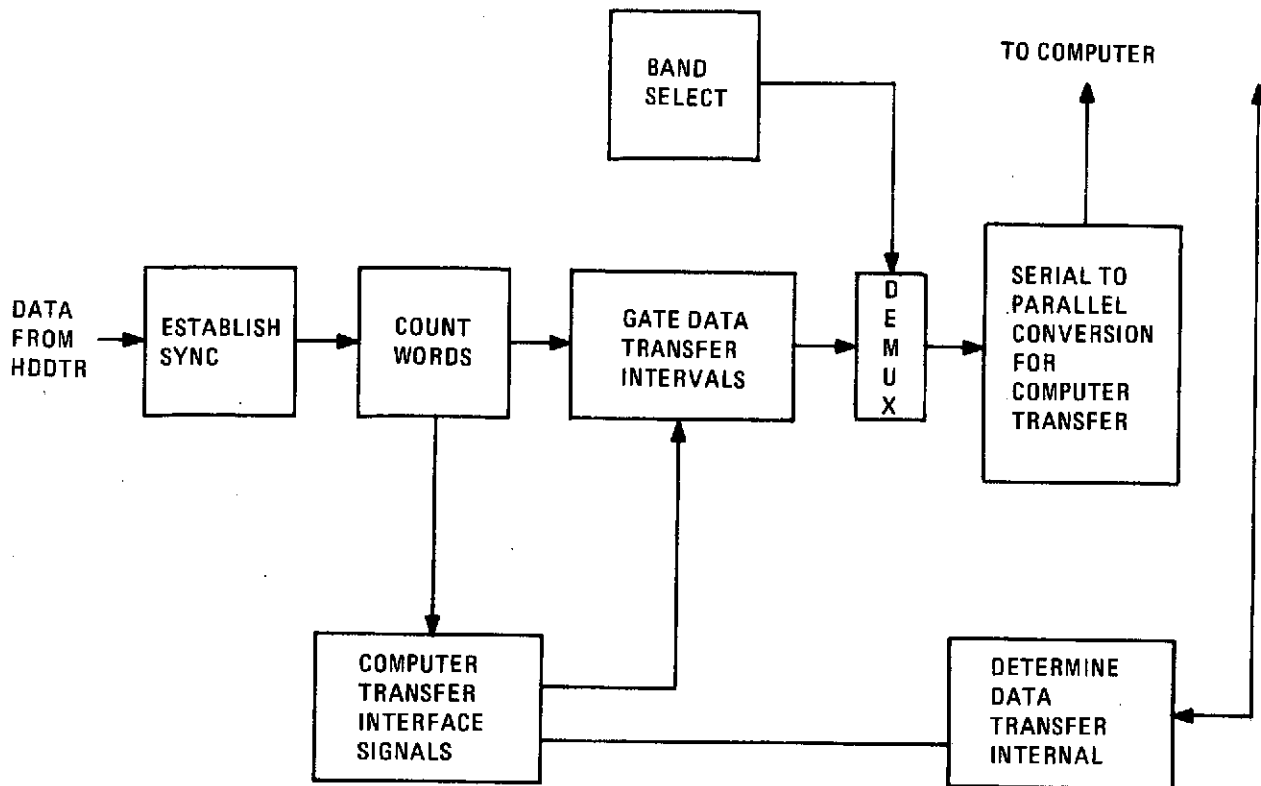 BAND
SELECT
TO COMPUTER
DATA
FROM
HDDTR
ESTABLISH
SYNC
COUNT
WORDS
GATE DATA
TRANSFER
INTERVALS
D
E
M
U
X
SERIAL TO
PARALLEL
CONVERSION
FOR
COMPUTER
TRANSFER
COMPUTER
TRANSFER
INTERFACE
SIGNALS
DETERMINE
DATA
TRANSFER
INTERNAL